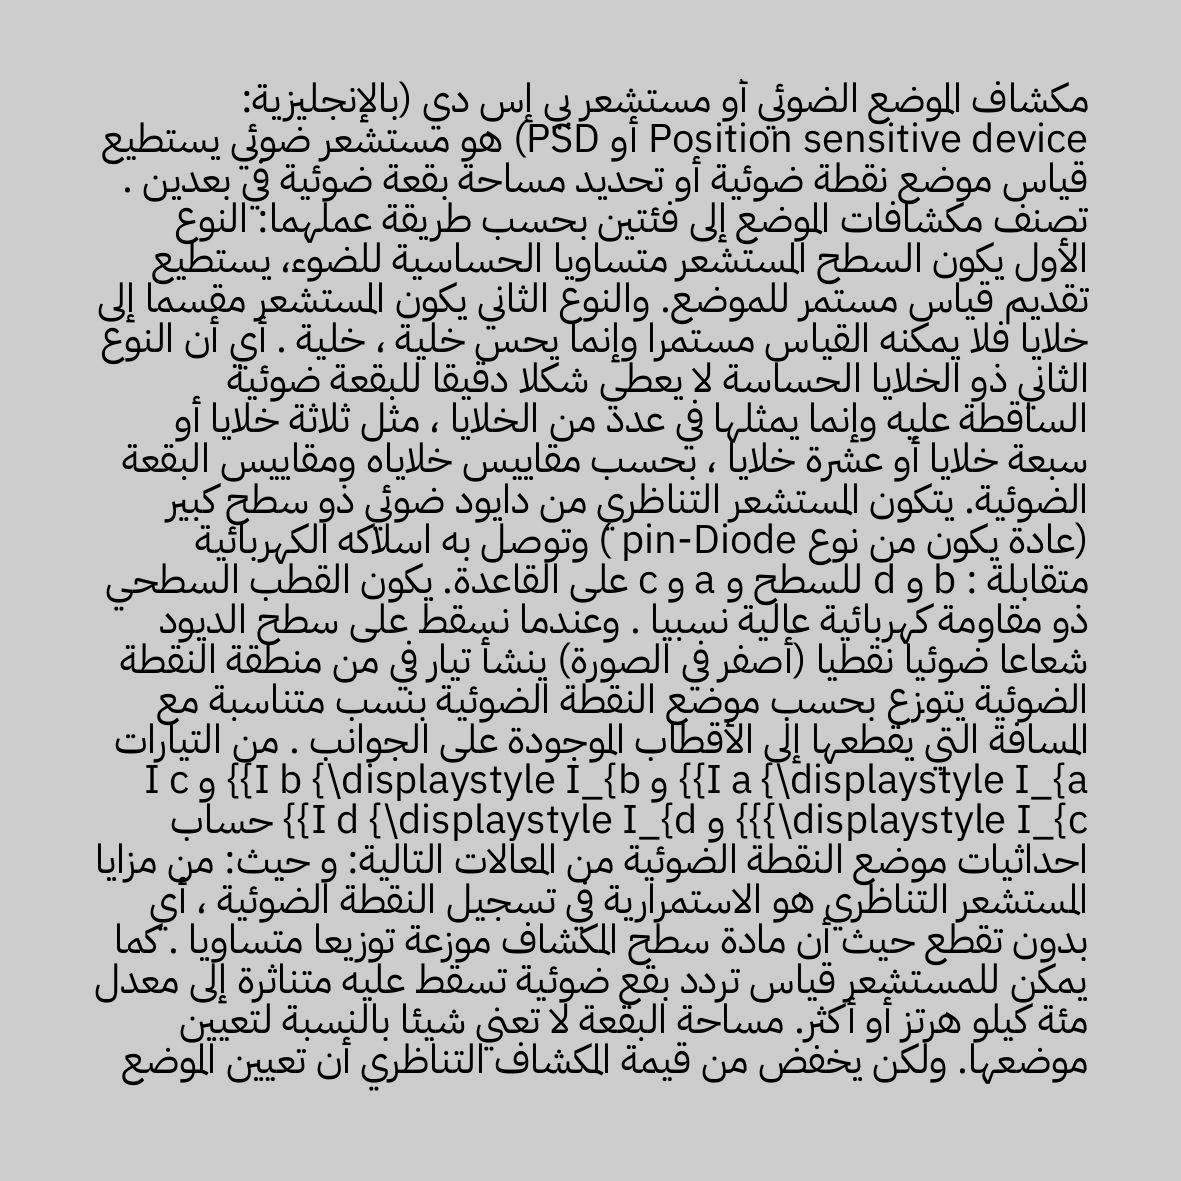 مكشاف الموضع الضوئي أو مستشعر بي إس دي (بالإنجليزية:
Position sensitive device أو PSD) هو مستشعر ضوئي يستطيع
قياس موضع نقطة ضوئية أو تحديد مساحة بقعة ضوئية في بعدين .
تصنف مكشافات الموضع إلى فئتين بحسب طريقة عملهما: النوع
الأول يكون السطح المستشعر متساويا الحساسية للضوء، يستطيع
تقديم قياس مستمر للموضع. والنوع الثاني يكون المستشعر مقسما إلى
خلايا فلا يمكنه القياس مستمرا وإنما يحس خلية ، خلية . أي أن النوع
الثاني ذو الخلايا الحساسة لا يعطي شكلا دقيقا للبقعة ضوئية
الساقطة عليه وإنما يمثلها في عدد من الخلايا ، مثل ثلاثة خلايا أو
سبعة خلايا أو عشرة خلايا ، بحسب مقاييس خلاياه ومقاييس البقعة
الضوئية. يتكون المستشعر التناظري من دايود ضوئي ذو سطح كبير
(عادة يكون من نوع pin-Diode ) وتوصل به اسلاكه الكهربائية
متقابلة : b و d للسطح و a و c على القاعدة. يكون القطب السطحي
ذو مقاومة كهربائية عالية نسبيا . وعندما نسقط على سطح الديود
شعاعا ضوئيا نقطيا (أصفر في الصورة) ينشأ تيار في من منطقة النقطة
الضوئية يتوزع بحسب موضع النقطة الضوئية بنسب متناسبة مع
المسافة التي يقطعها إلى الأقطاب الموجودة على الجوانب . من التيارات
I a {\displaystyle I_{a}} و I b {\displaystyle I_{b}} و I c
{\displaystyle I_{c}}} و I d {\displaystyle I_{d}} حساب
احداثيات موضع النقطة الضوئية من المعالات التالية: و حيث: من مزايا
المستشعر التناظري هو الاستمرارية في تسجيل النقطة الضوئية ، أي
بدون تقطع حيث أن مادة سطح المكشاف موزعة توزيعا متساويا . كما
يمكن للمستشعر قياس تردد بقع ضوئية تسقط عليه متناثرة إلى معدل
مئة كيلو هرتز أو أكثر. مساحة البقعة لا تعني شيئا بالنسبة لتعيين
موضعها. ولكن يخفض من قيمة المكشاف التناظري أن تعيين الموضع